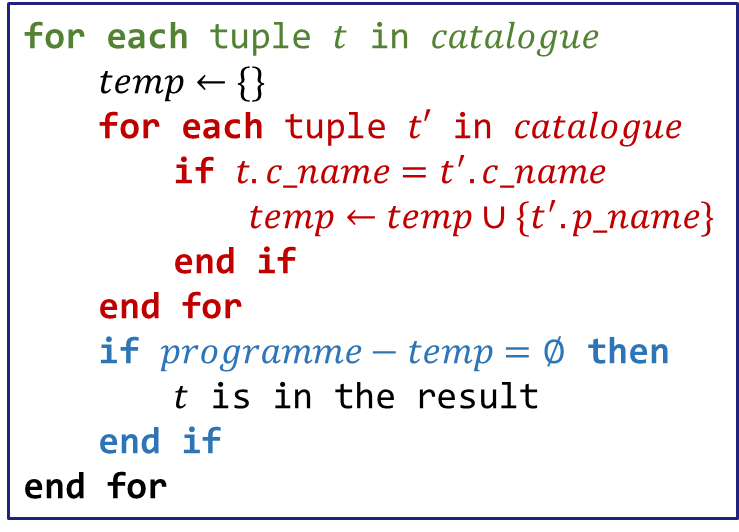 for each tuple t in catalogue
temp ← {}
for each tuple t′ in catalogue
if t.c_name = t′.c_name
temp ← temp ∪ {t′.p_name}
end if
end for
if programme − temp = ∅ then
t is in the result
end if
end for